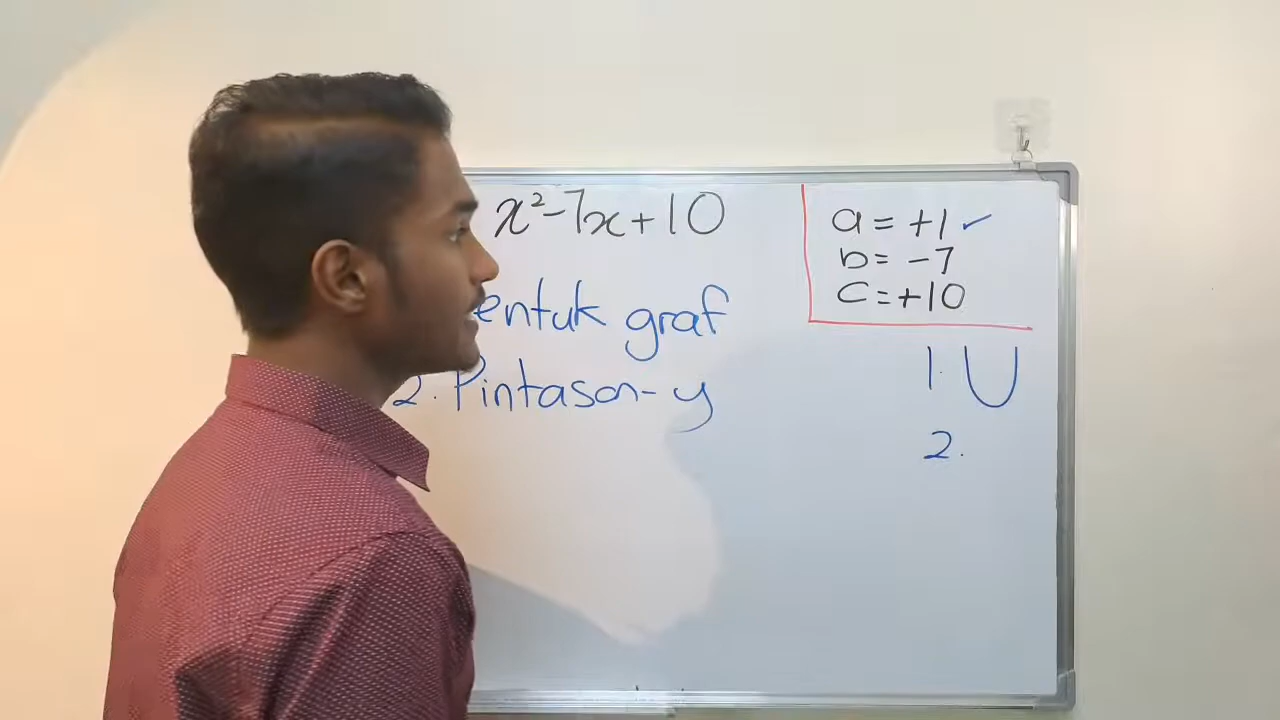 x²-7x+10
a = +1 ✓
b = -7
c = +10
entuk graf
2. Pintasan-y
1. U
2.